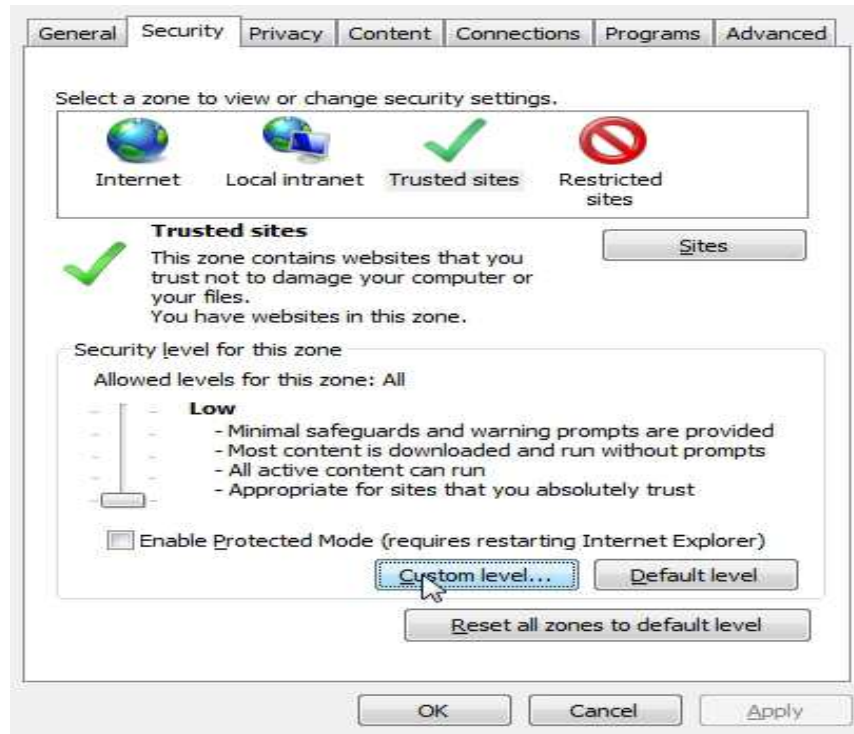 General Security Privacy Content Connections Programs Advanced
Select a zone to view or change security settings.
Internet Local intranet Trusted sites Restricted
sites
Trusted sites
Sites
This zone contains websites that you
trust not to damage your computer or
your files.
You have websites in this zone.
Security level for this zone
Allowed levels for this zone: All
Low
- Minimal safeguards and warning prompts are provided
- Most content is downloaded and run without prompts
- All active content can run
- Appropriate for sites that you absolutely trust
Enable Protected Mode (requires restarting Internet Explorer)
Custom level... Default level
Reset all zones to default level
OK Cancel Apply